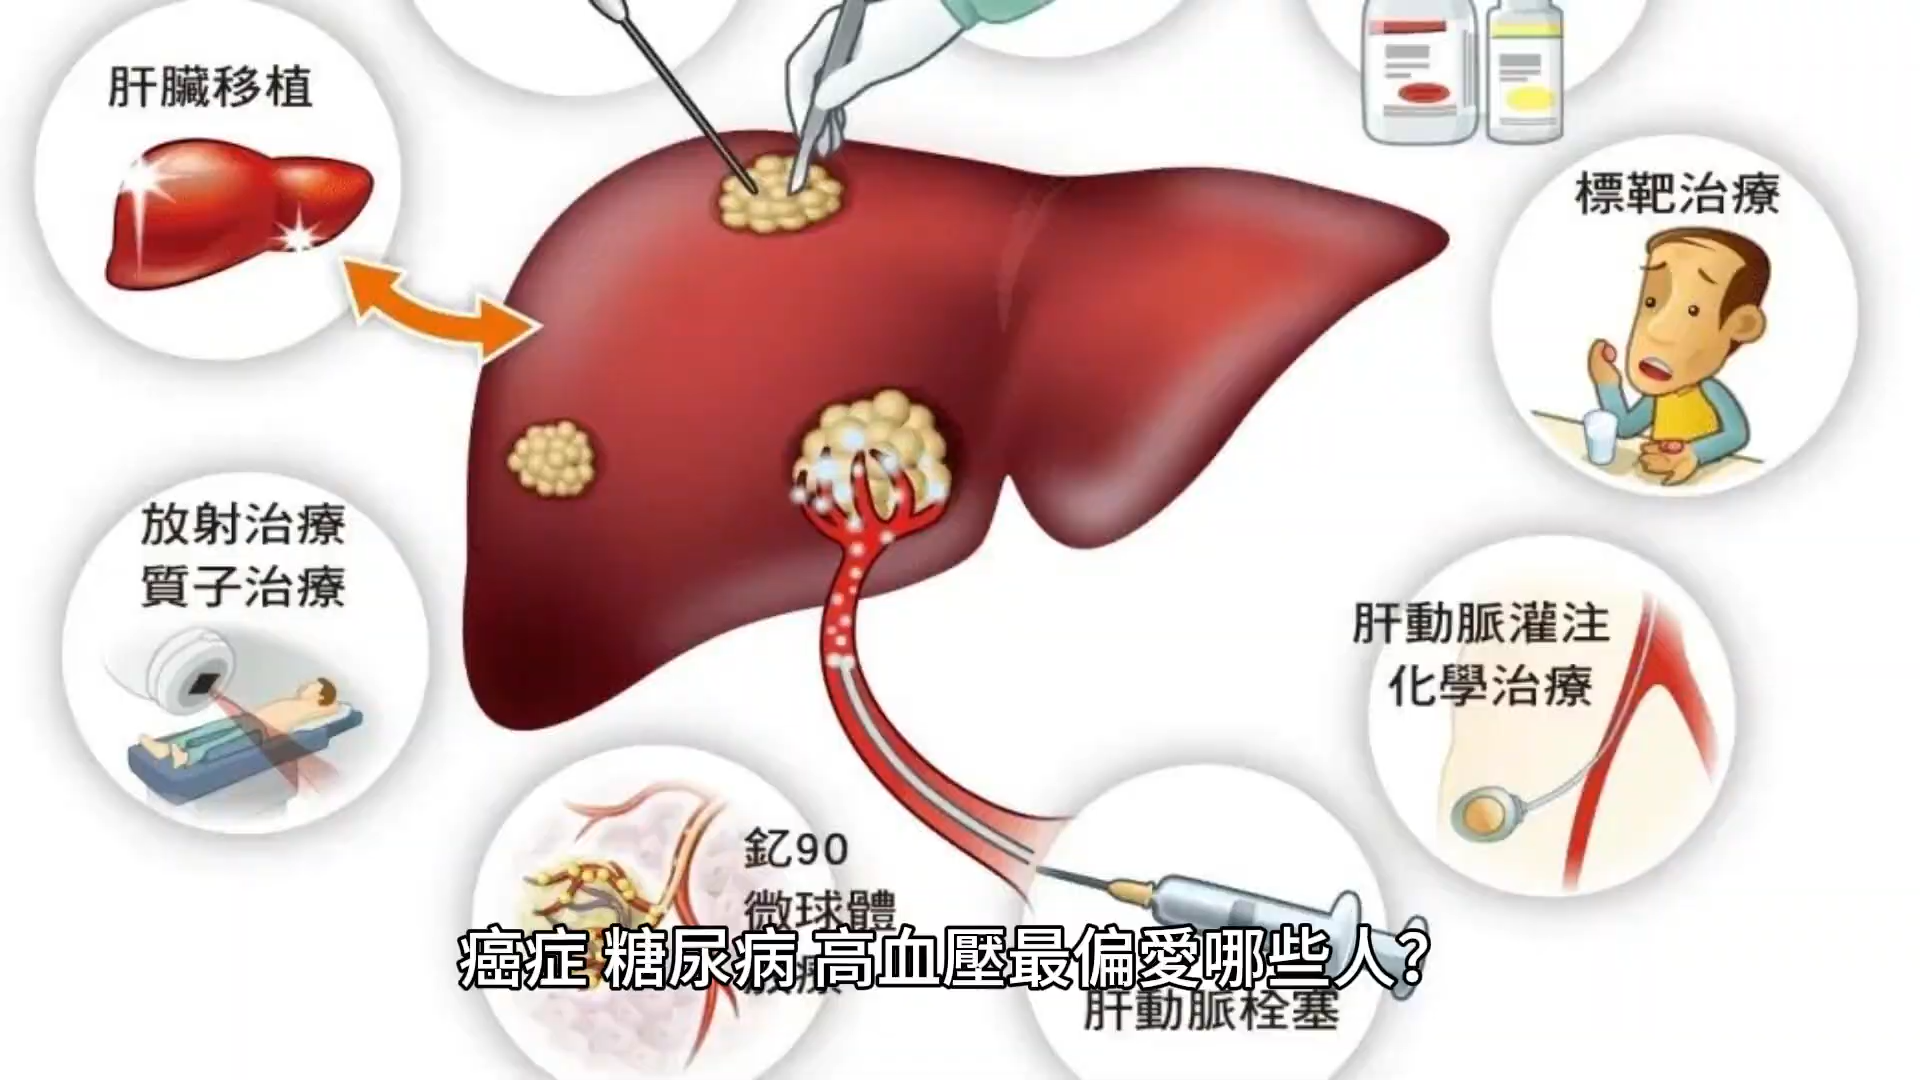 肝臟移植
標靶治療
放射治療
質子治療
肝動脈灌注
化學治療
釔90
微球體
癌症 糖尿病 高血壓最偏愛哪些人?
肝動脈栓塞